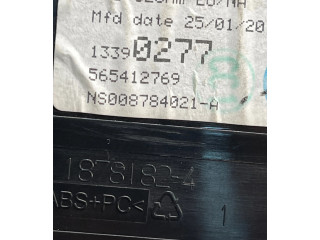 Mfd date 25/01/20
1339 0277
565412769
NS008784021-A
1878182-4
ABS+PC<
1